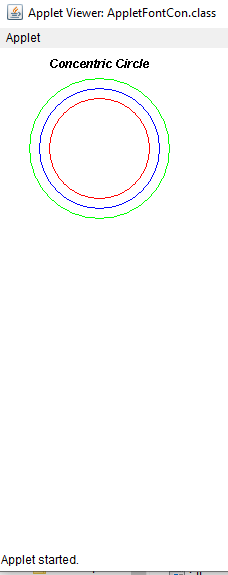 Applet Viewer: AppletFontCon.class
Applet
Concentric Circle
Applet started.